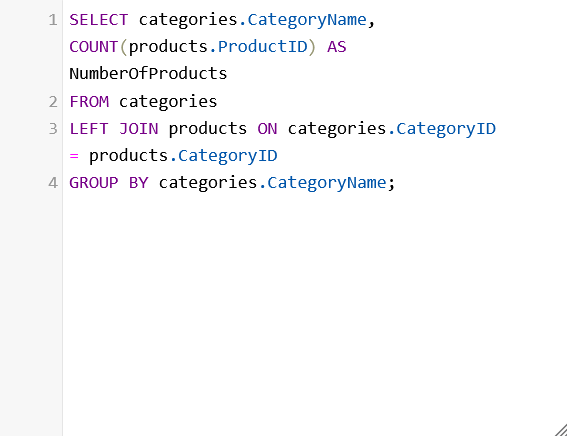 1 SELECT categories.CategoryName,
COUNT(products.ProductID) AS
NumberOfProducts
2 FROM categories
3 LEFT JOIN products ON categories.CategoryID
= products.CategoryID
4 GROUP BY categories.CategoryName;